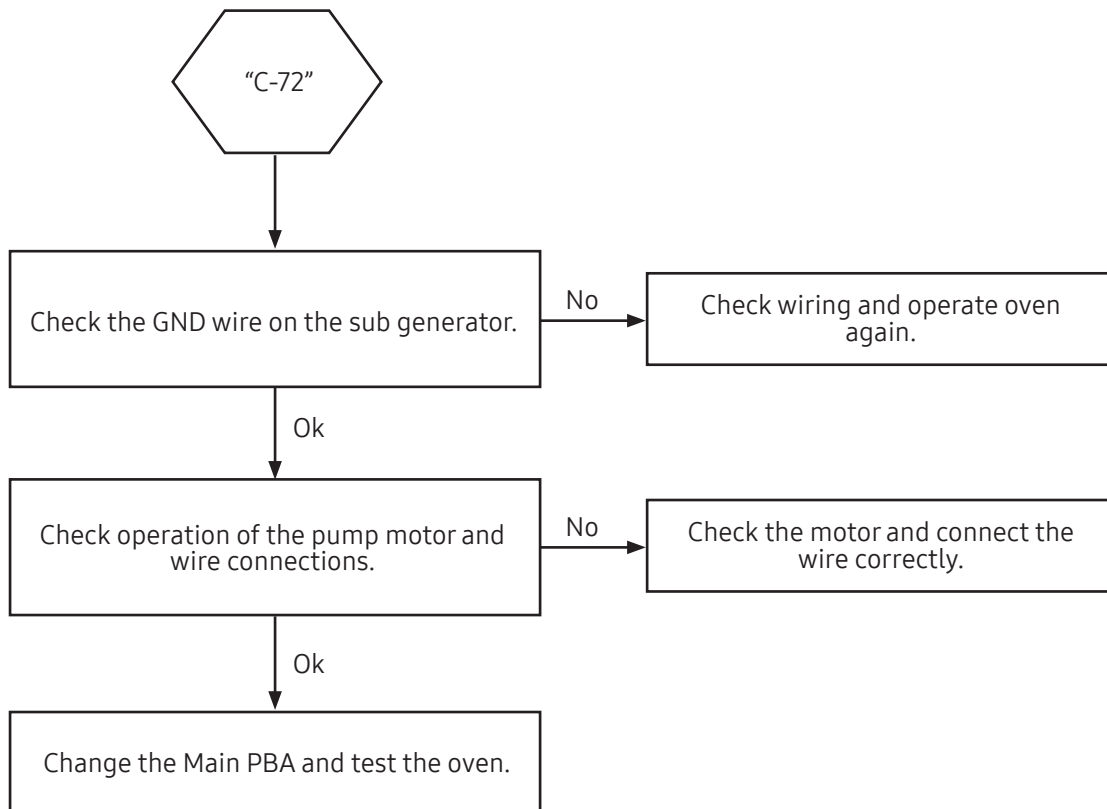 “C-72”
Check the GND wire on the sub generator.
No
Check wiring and operate oven
again.
Ok
Check operation of the pump motor and
wire connections.
No
Check the motor and connect the
wire correctly.
Ok
Change the Main PBA and test the oven.